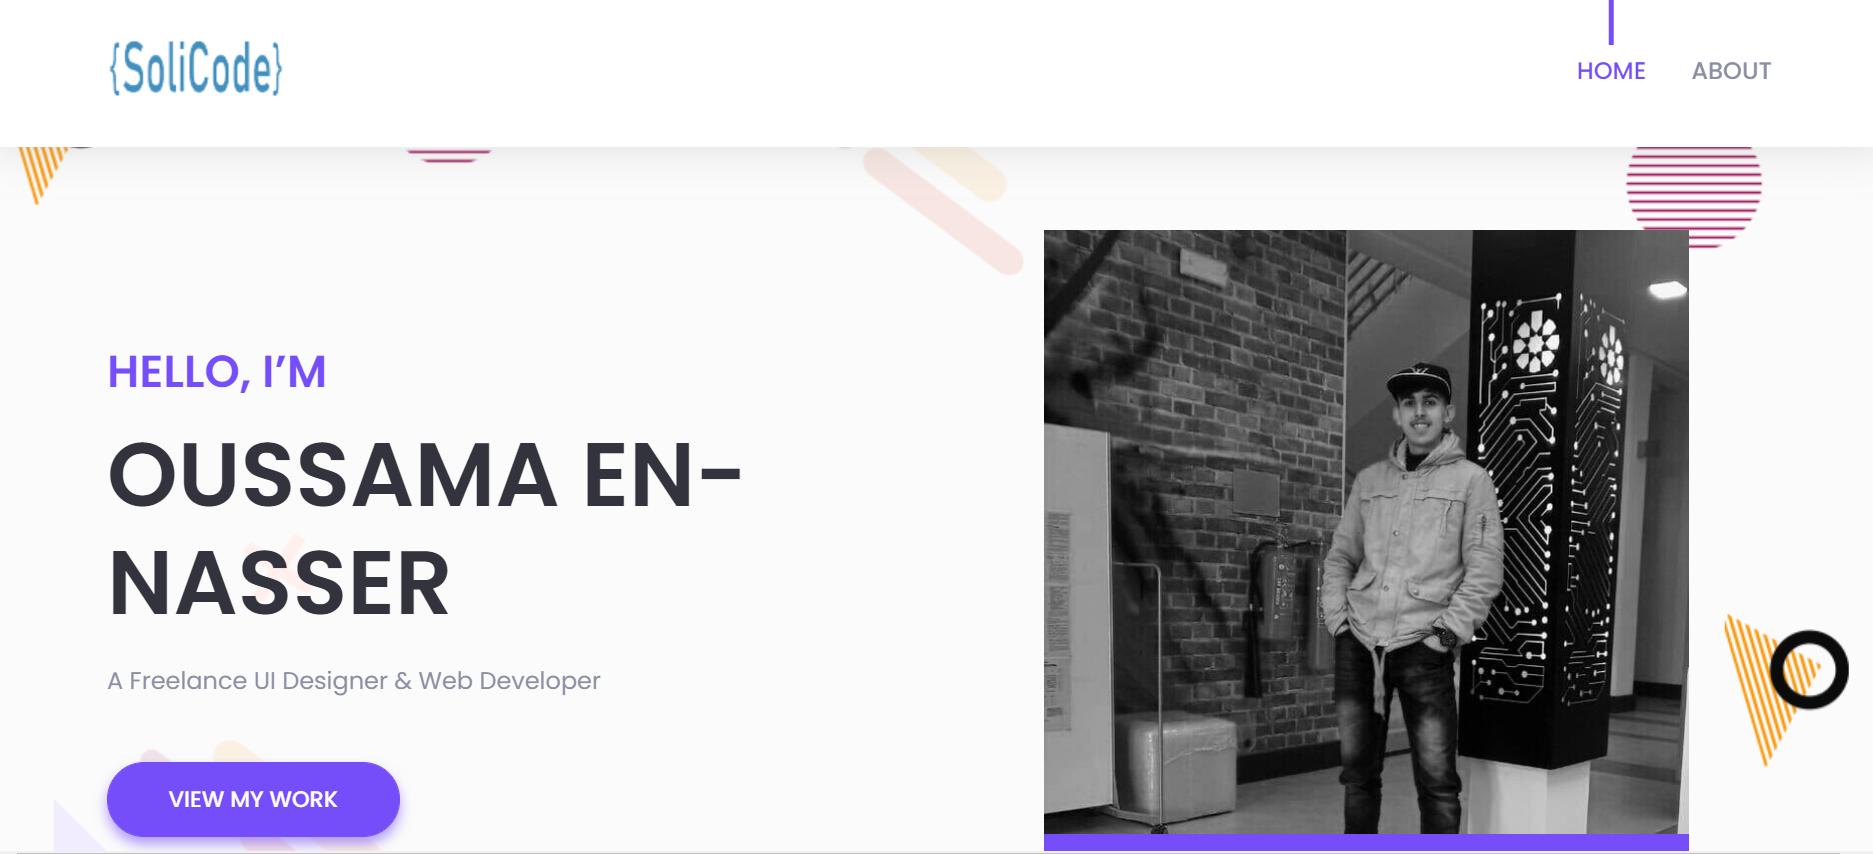 {SoliCode}
HOME ABOUT
HELLO, I’M
OUSSAMA EN-
NASSER
A Freelance UI Designer & Web Developer
VIEW MY WORK